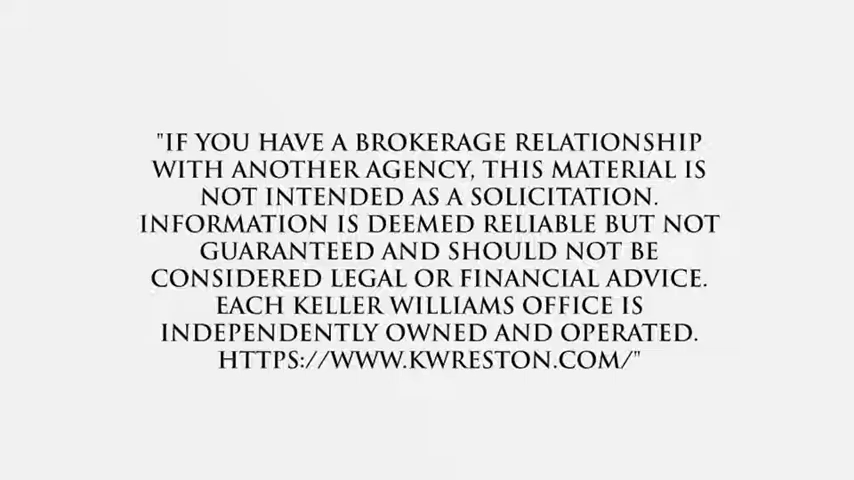 "IF YOU HAVE A BROKERAGE RELATIONSHIP
WITH ANOTHER AGENCY, THIS MATERIAL IS
NOT INTENDED AS A SOLICITATION.
INFORMATION IS DEEMED RELIABLE BUT NOT
GUARANTEED AND SHOULD NOT BE
CONSIDERED LEGAL OR FINANCIAL ADVICE.
EACH KELLER WILLIAMS OFFICE IS
INDEPENDENTLY OWNED AND OPERATED.
HTTPS://WWW.KWRESTON.COM/"